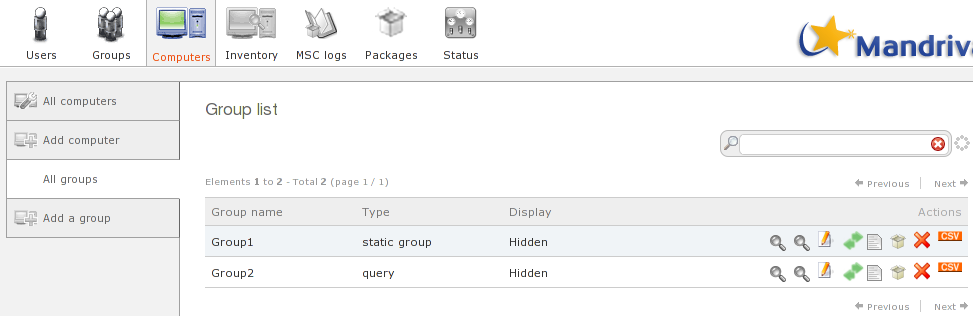 Users Groups Computers Inventory MSC logs Packages Status
Mandriva
All computers
Add computer
All groups
Add a group
Group list
Elements 1 to 2 - Total 2 (page 1 / 1)
Previous | Next
Group name Type Display Actions
Group1 static group Hidden CSV
Group2 query Hidden CSV
Previous | Next